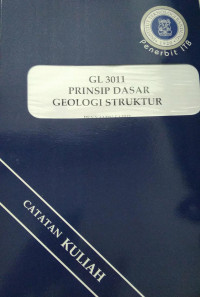 Penerbit ITB
GL 3011
PRINSIP DASAR
GEOLOGI STRUKTUR
CATATAN KULIAH